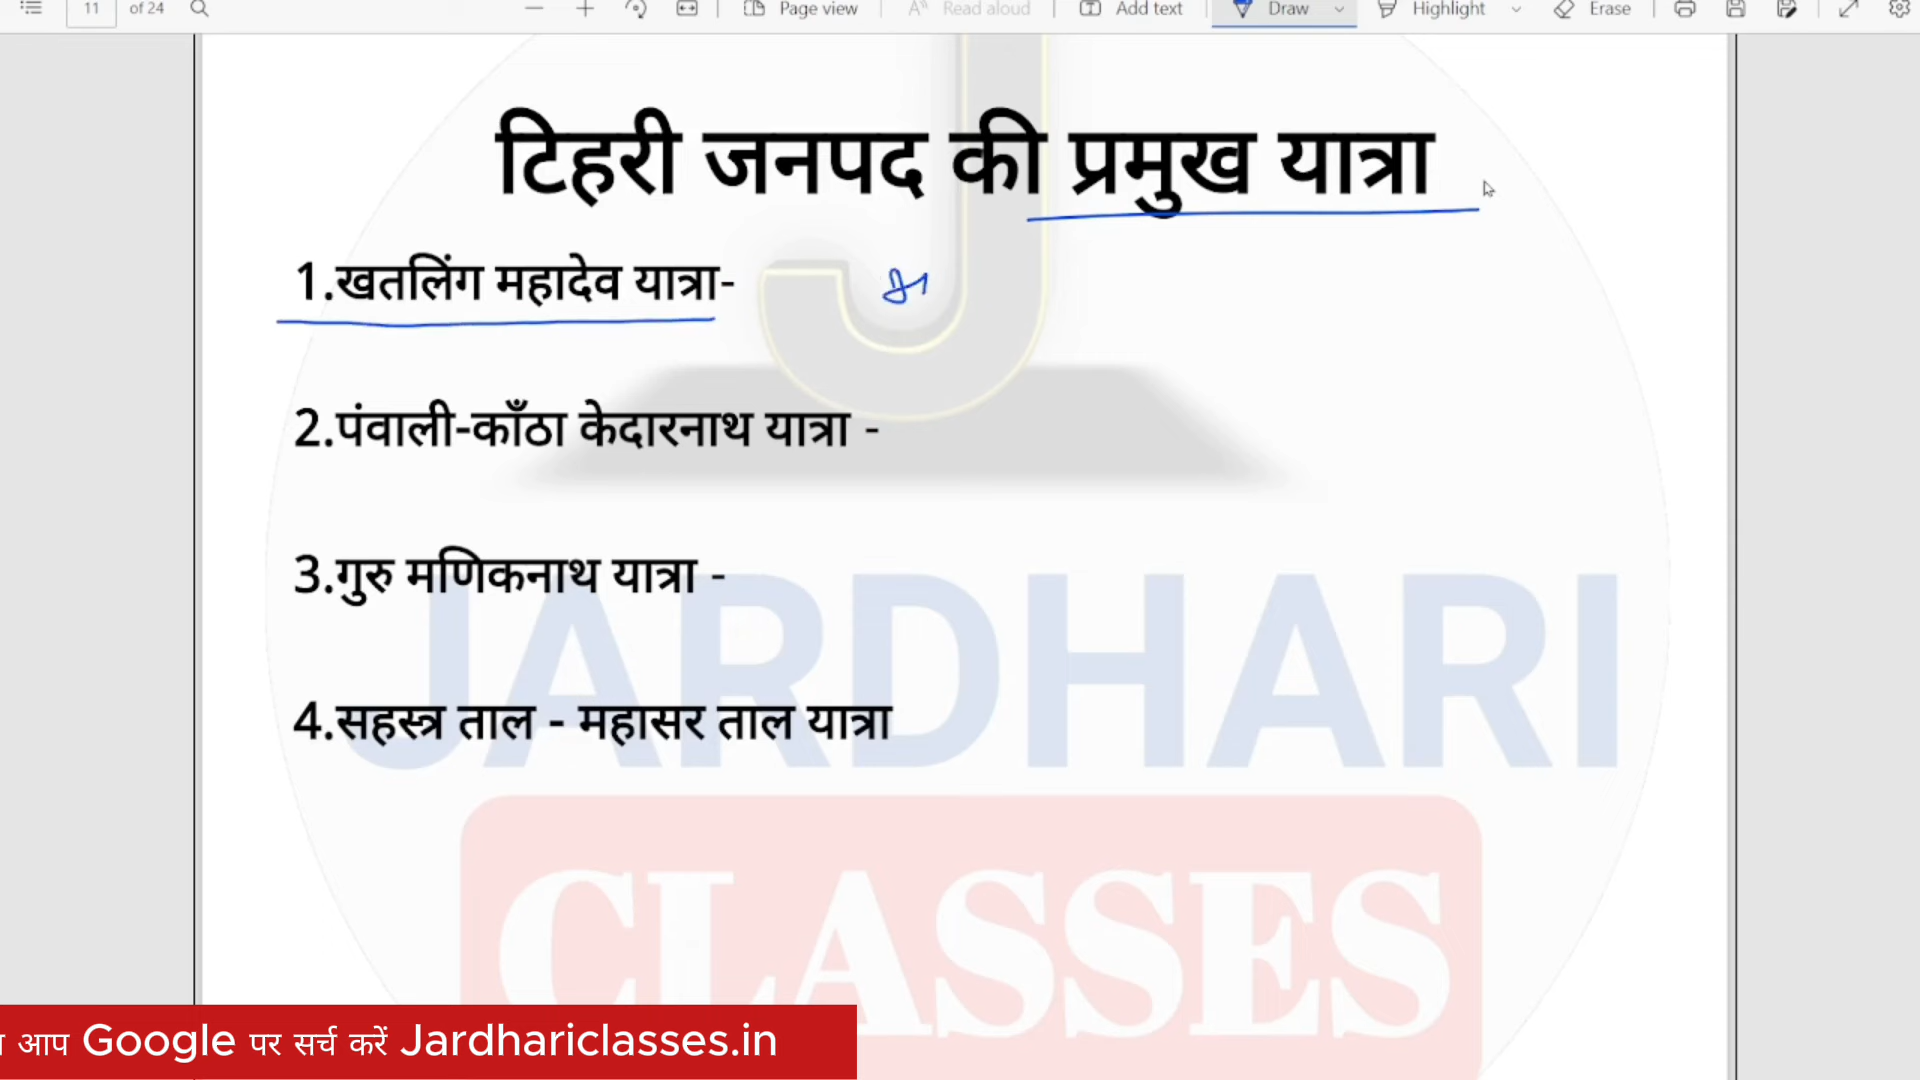 11 of 24 Page view Read aloud Add text Draw Highlight Erase
टिहरी जनपद की प्रमुख यात्रा
1.खतलिंग महादेव यात्रा-
2.पंवाली-काँठा केदारनाथ यात्रा -
3.गुरु मणिकनाथ यात्रा -
4.सहस्त्र ताल - महासर ताल यात्रा
J
JARDHARI
CLASSES
आप Google पर सर्च करें Jardhariclasses.in